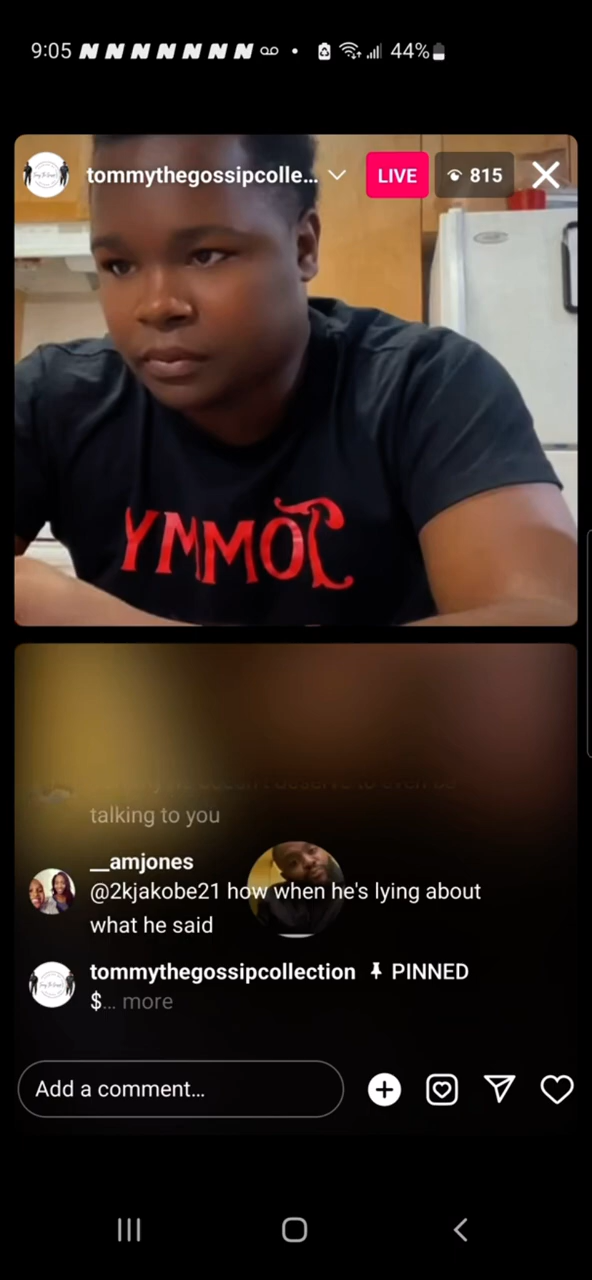 9:05 44%
tommythegossipcolle... LIVE 815
TOMMY
talking to you
__amjones
@2kjakobe21 how when he's lying about
what he said
tommythegossipcollection PINNED
$... more
Add a comment...